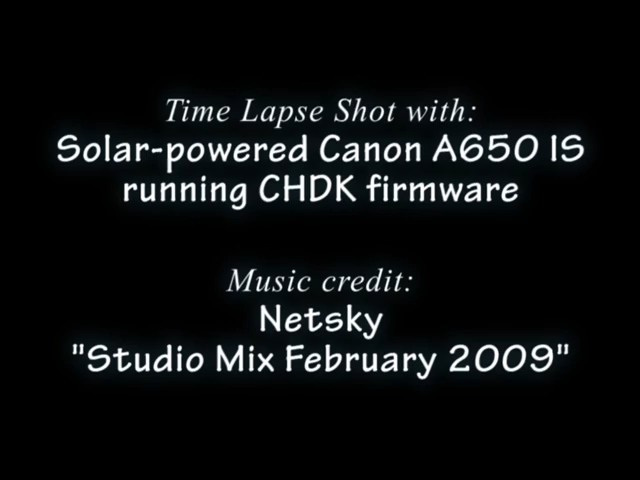 Time Lapse Shot with:
Solar-powered Canon A650 IS
running CHDK firmware
Music credit:
Netsky
"Studio Mix February 2009"